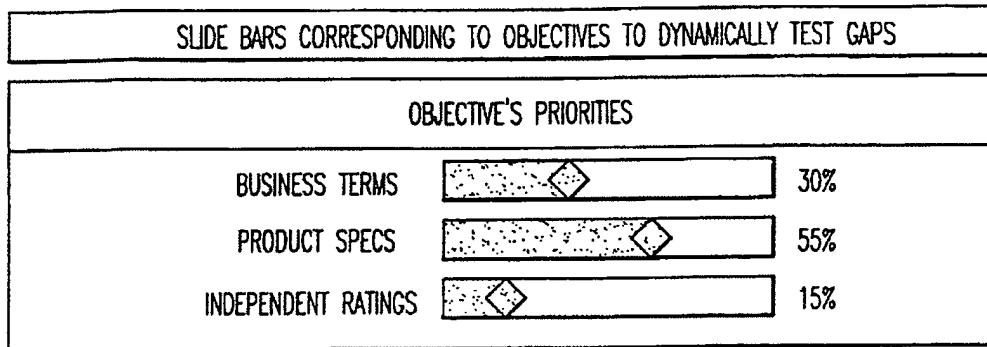 SLIDE BARS CORRESPONDING TO OBJECTIVES TO DYNAMICALLY TEST GAPS
OBJECTIVE'S PRIORITIES
BUSINESS TERMS 30%
PRODUCT SPECS 55%
INDEPENDENT RATINGS 15%